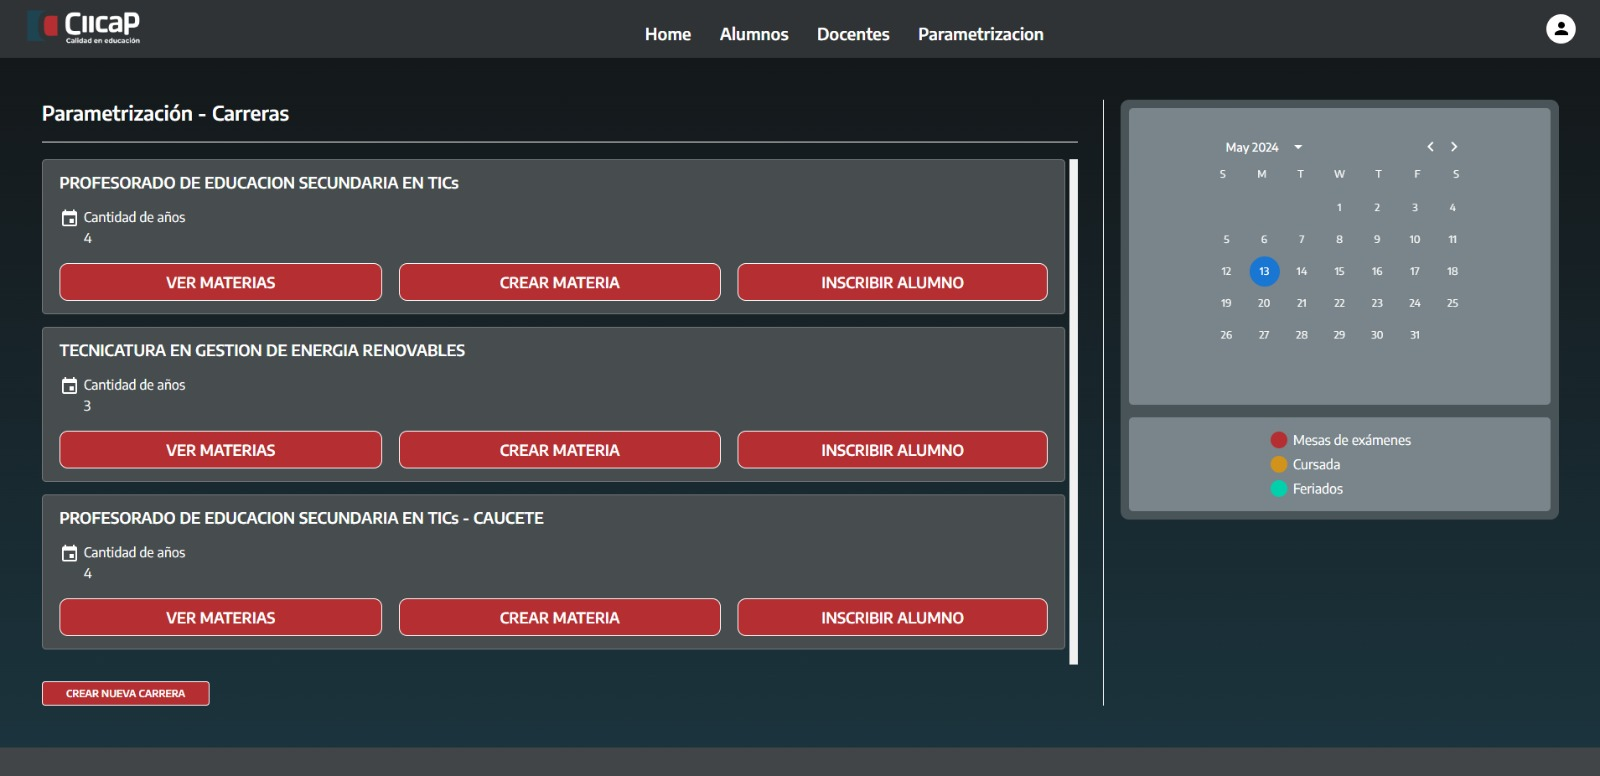 CIICAP
Calidad en educación
Home Alumnos Docentes Parametrizacion
Parametrización - Carreras
PROFESORADO DE EDUCACION SECUNDARIA EN TICs
Cantidad de años
4
VER MATERIAS CREAR MATERIA INSCRIBIR ALUMNO
TECNICATURA EN GESTION DE ENERGIA RENOVABLES
Cantidad de años
3
VER MATERIAS CREAR MATERIA INSCRIBIR ALUMNO
PROFESORADO DE EDUCACION SECUNDARIA EN TICs - CAUCETE
Cantidad de años
4
VER MATERIAS CREAR MATERIA INSCRIBIR ALUMNO
CREAR NUEVA CARRERA
May 2024
S M T W T F S
1 2 3 4
5 6 7 8 9 10 11
12 13 14 15 16 17 18
19 20 21 22 23 24 25
26 27 28 29 30 31
Mesas de exámenes
Cursada
Feriados